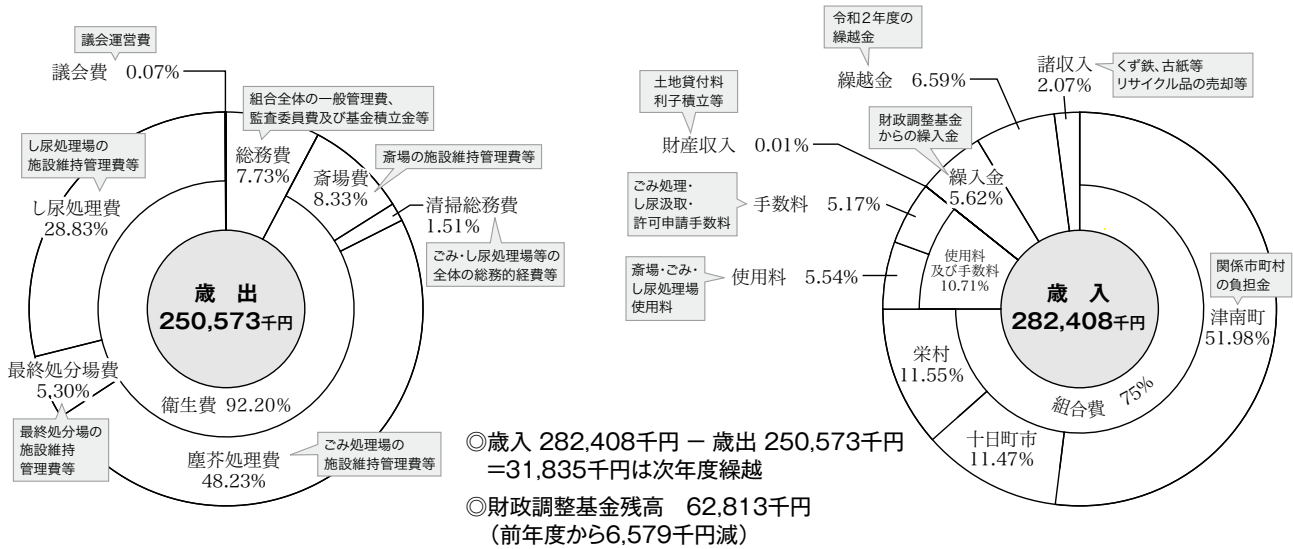 議会運営費
議会費 0.07%
組合全体の一般管理費、
監査委員費及び基金積立金等
総務費
7.73%
し尿処理場の
施設維持管理費等
し尿処理費
28.83%
斎場の施設維持管理費等
斎場費
8.33%
清掃総務費
1.51%
ごみ・し尿処理場等の
全体の総務的経費等
歳 出
250,573千円
最終処分場費
5.30%
最終処分場の
施設維持
管理費等
衛生費 92.20%
塵芥処理費
48.23%
ごみ処理場の
施設維持管理費等
令和2年度の
繰越金
繰越金 6.59%
諸収入
2.07%
くず鉄、古紙等
リサイクル品の売却等
土地貸付料
利子積立等
財産収入 0.01%
財政調整基金
からの繰入金
繰入金
5.62%
ごみ処理・
し尿汲取・
許可申請手数料
手数料 5.17%
斎場・ごみ・
し尿処理場
使用料
使用料 5.54%
使用料
及び手数料
10.71%
歳 入
282,408千円
関係市町村
の負担金
津南町
51.98%
栄村
11.55%
組合費 75%
十日町市
11.47%
◎歳入 282,408千円 － 歳出 250,573千円
＝31,835千円は次年度繰越
◎財政調整基金残高 62,813千円
（前年度から6,579千円減）